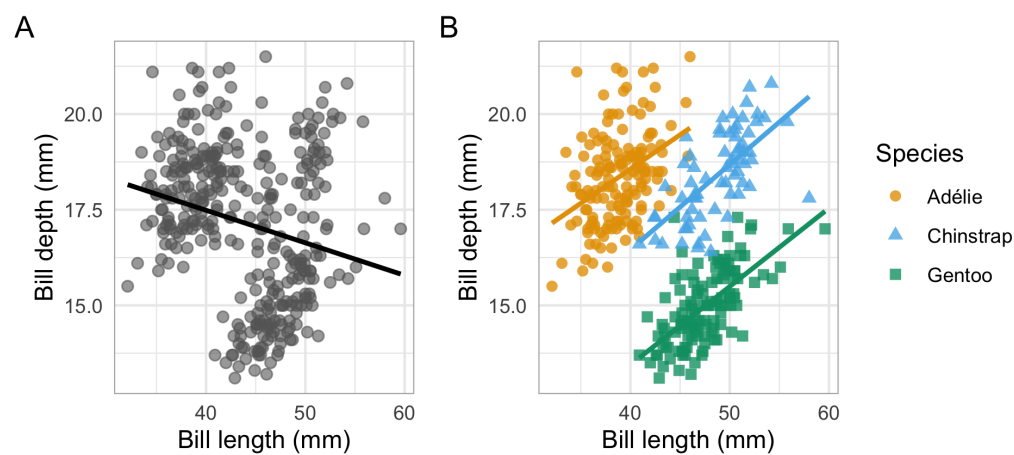 A
Bill depth (mm)
20.0
17.5
15.0
40 50 60
Bill length (mm)
B
Bill depth (mm)
20.0
17.5
15.0
40 50 60
Bill length (mm)
Species
Adélie
Chinstrap
Gentoo